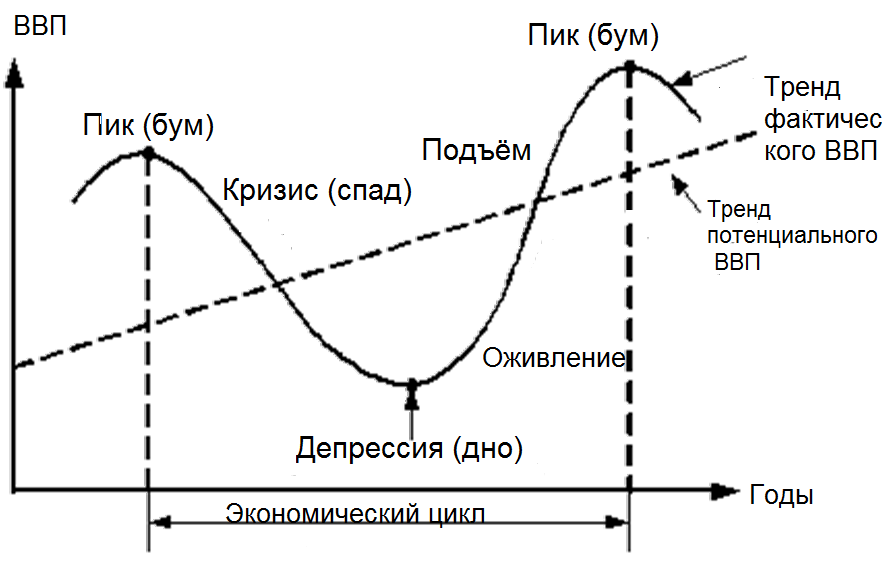 ВВП
Пик (бум)
Пик (бум)
Тренд
фактичес
кого ВВП
Подъём
Кризис (спад)
Тренд
потенциального
ВВП
Оживление
Депрессия (дно)
Годы
Экономический цикл